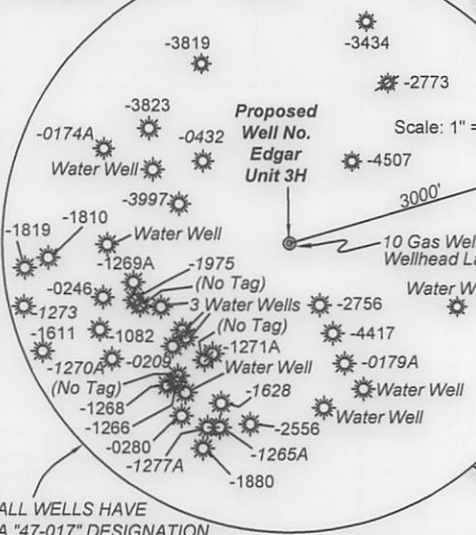 -3819
-3434
-2773
-3823
Proposed
Well No.
Edgar
Unit 3H
-0174A
-0432
Scale: 1" =
Water Well
-4507
-3997
3000'
-1819
-1810
Water Well
10 Gas Wel
Wellhead La
-1269A
-1975
(No Tag)
-0246
3 Water Wells
-2756
Water W
-1273
(No Tag)
-1611
-1082
-4417
-1271A
-1270A
-0209
Water Well
-0179A
(No Tag)
-1628
Water Well
-1268
-1266
Water Well
-0280
-2556
-1277A
-1265A
-1880
ALL WELLS HAVE
A "47-017" DESIGNATION